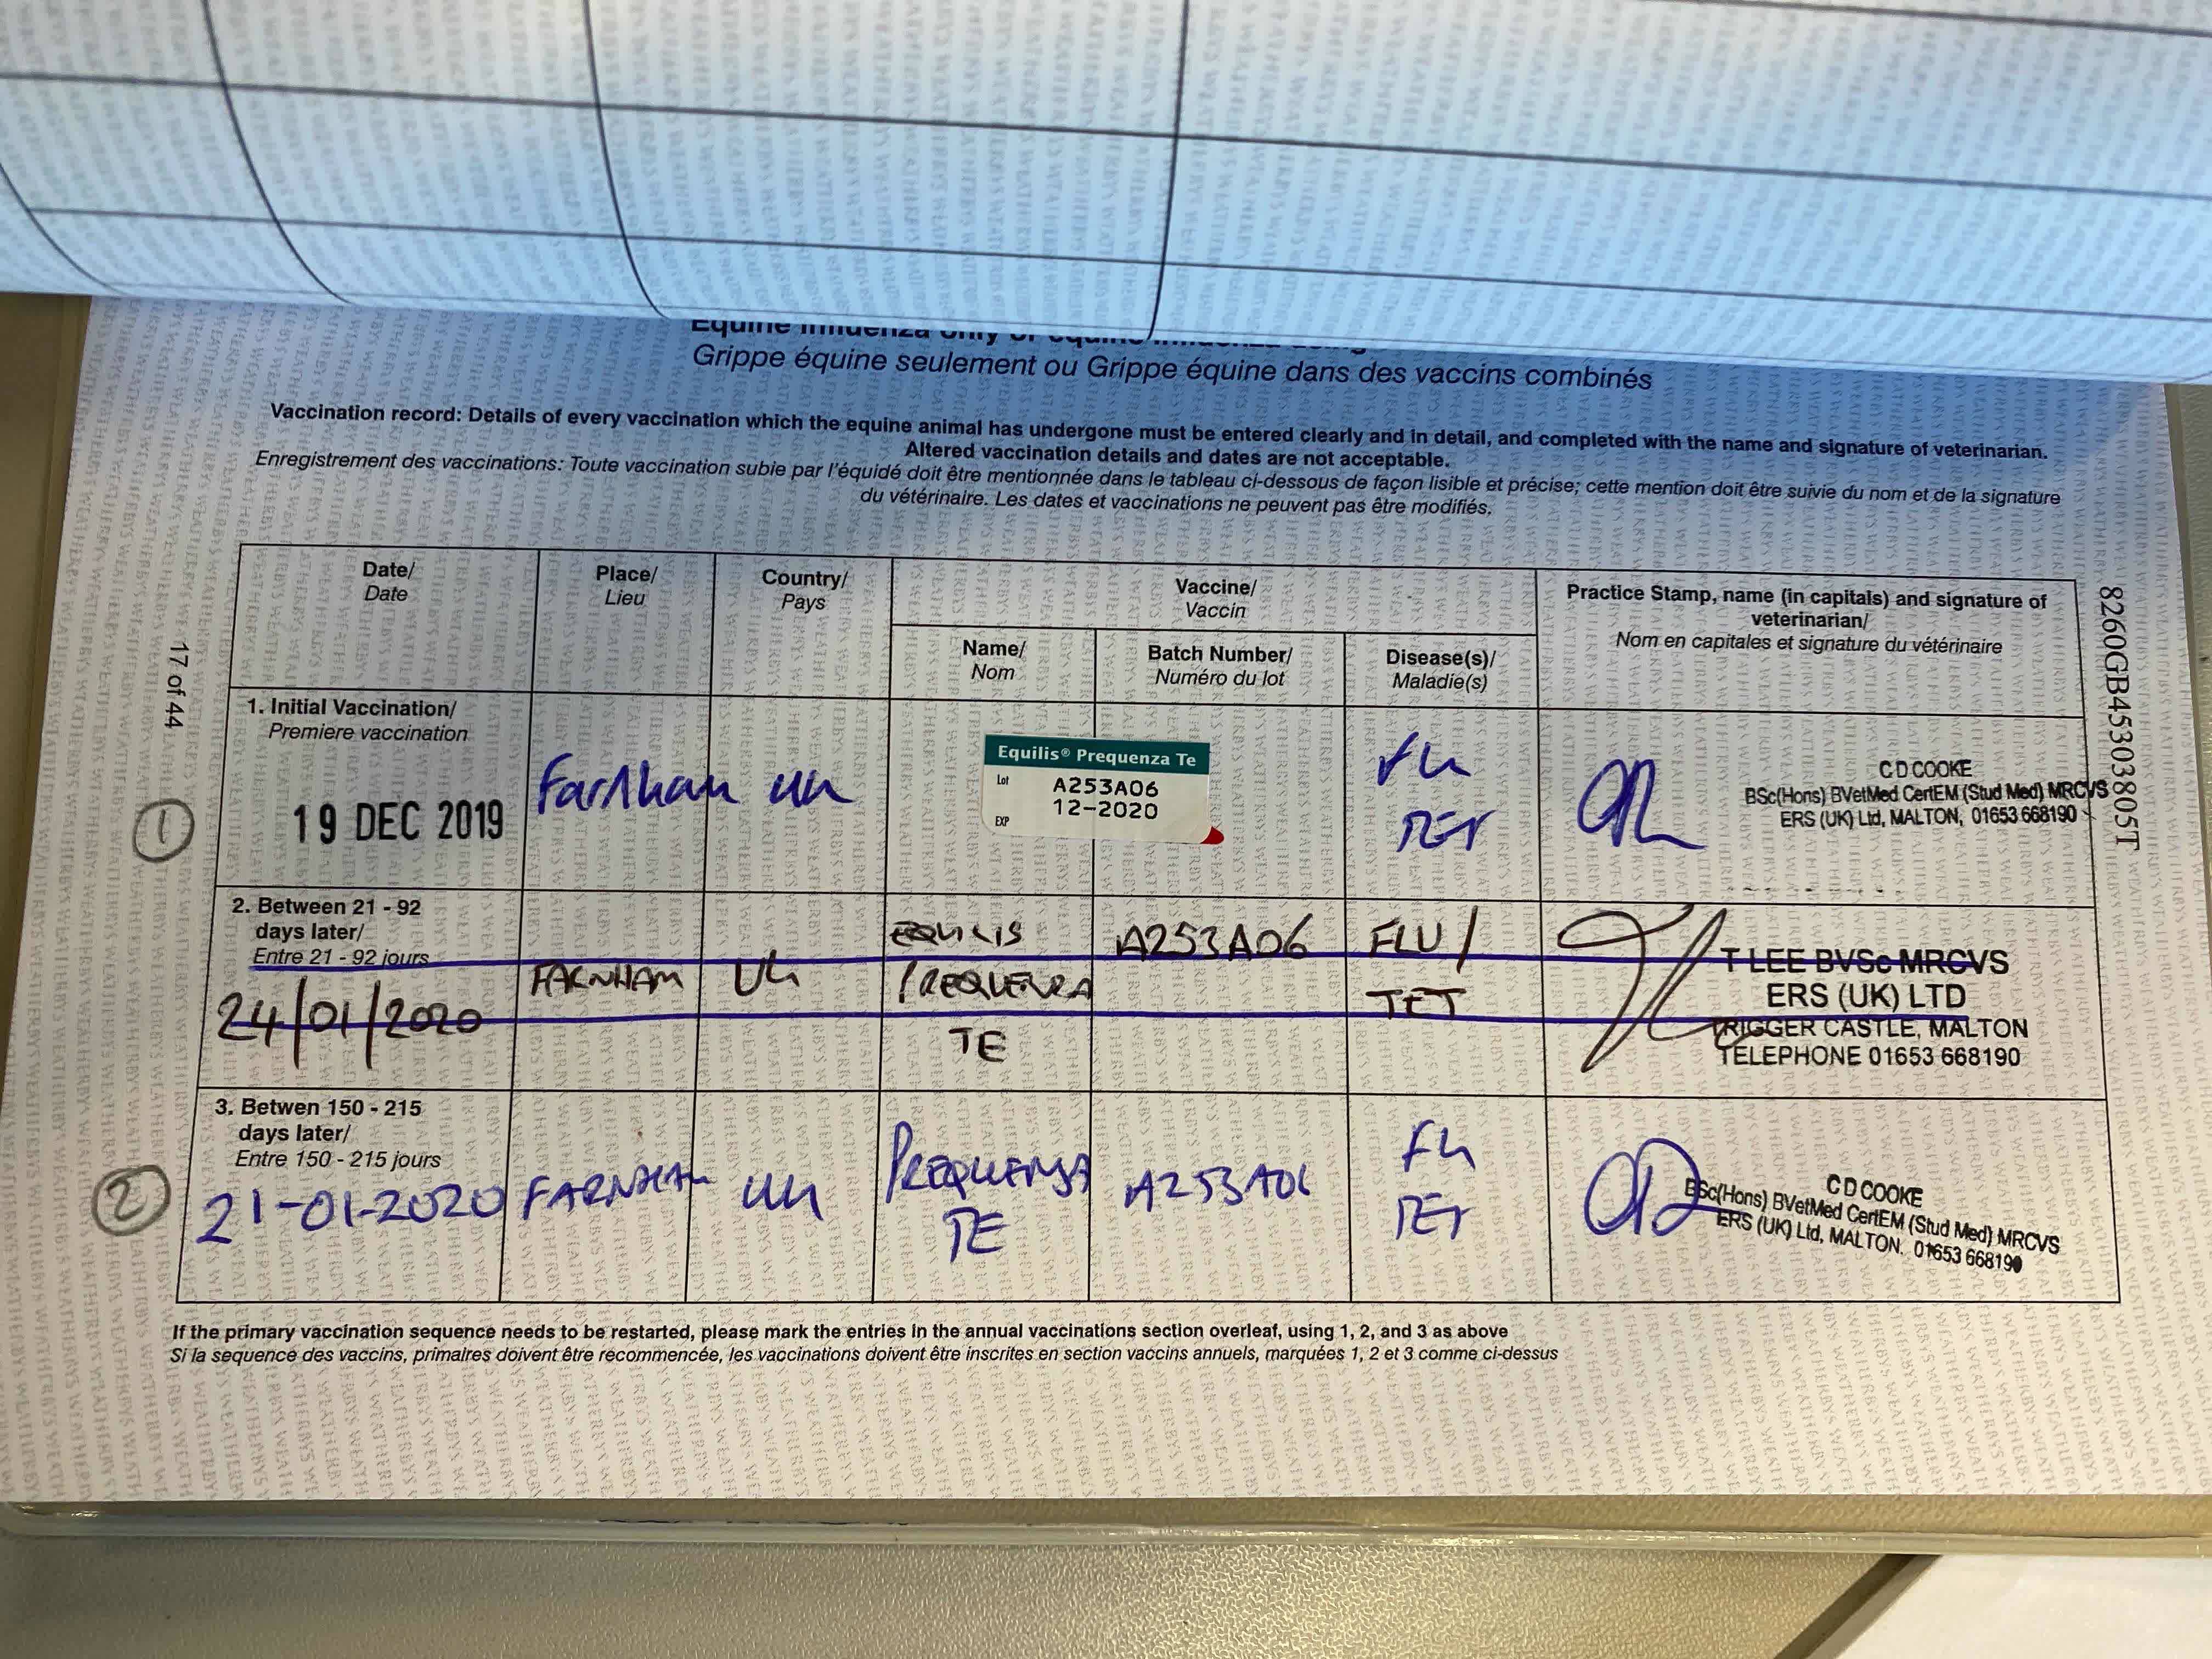 Grippe équine seulement ou Grippe équine dans des vaccins combinés
Vaccination record: Details of every vaccination which the equine animal has undergone must be entered clearly and in detail, and completed with the name and signature of veterinarian.
Altered vaccination details and dates are not acceptable.
Enregistrement des vaccinations: Toute vaccination subie par l'équidé doit être mentionnée dans le tableau ci-dessous de façon lisible et précise; cette mention doit être suivie du nom et de la signature
du vétérinaire. Les dates et vaccinations ne peuvent pas être modifiés.
Date/
Date
Place/
Lieu
Country/
Pays
Vaccine/
Vaccin
Name/
Nom
Batch Number/
Numéro du lot
Disease(s)/
Maladie(s)
Practice Stamp, name (in capitals) and signature of
veterinarian/
Nom en capitales et signature du vétérinaire
1. Initial Vaccination/
Premiere vaccination
1
19 DEC 2019
Farnham
UK
Equilis® Prequenza Te
Lot A253A06
EXP 12-2020
Flu
TET
C D COOKE
BSc(Hons) BVetMed CertEM (Stud Med) MRCVS
ERS (UK) Ltd, MALTON, 01653 668190
2. Between 21 - 92
days later/
Entre 21 - 92 jours
24/01/2020
FARNHAM
UK
EQUILIS
PREQUENZA
TE
A253A06
FLU /
TET
T LEE BVSc MRCVS
ERS (UK) LTD
TRIGGER CASTLE, MALTON
TELEPHONE 01653 668190
3. Betwen 150 - 215
days later/
Entre 150 - 215 jours
2
21-01-2020
FARNHAM
UK
PREQUENZA
TE
A253A06
Flu
TET
C D COOKE
BSc(Hons) BVetMed CertEM (Stud Med) MRCVS
ERS (UK) Ltd, MALTON. 01653 668190
If the primary vaccination sequence needs to be restarted, please mark the entries in the annual vaccinations section overleaf, using 1, 2, and 3 as above
Si la sequence des vaccins, primaires doivent être recommencée, les vaccinations doivent être inscrites en section vaccins annuels, marquées 1, 2 et 3 comme ci-dessus
17 of 44
8260GB45303805T